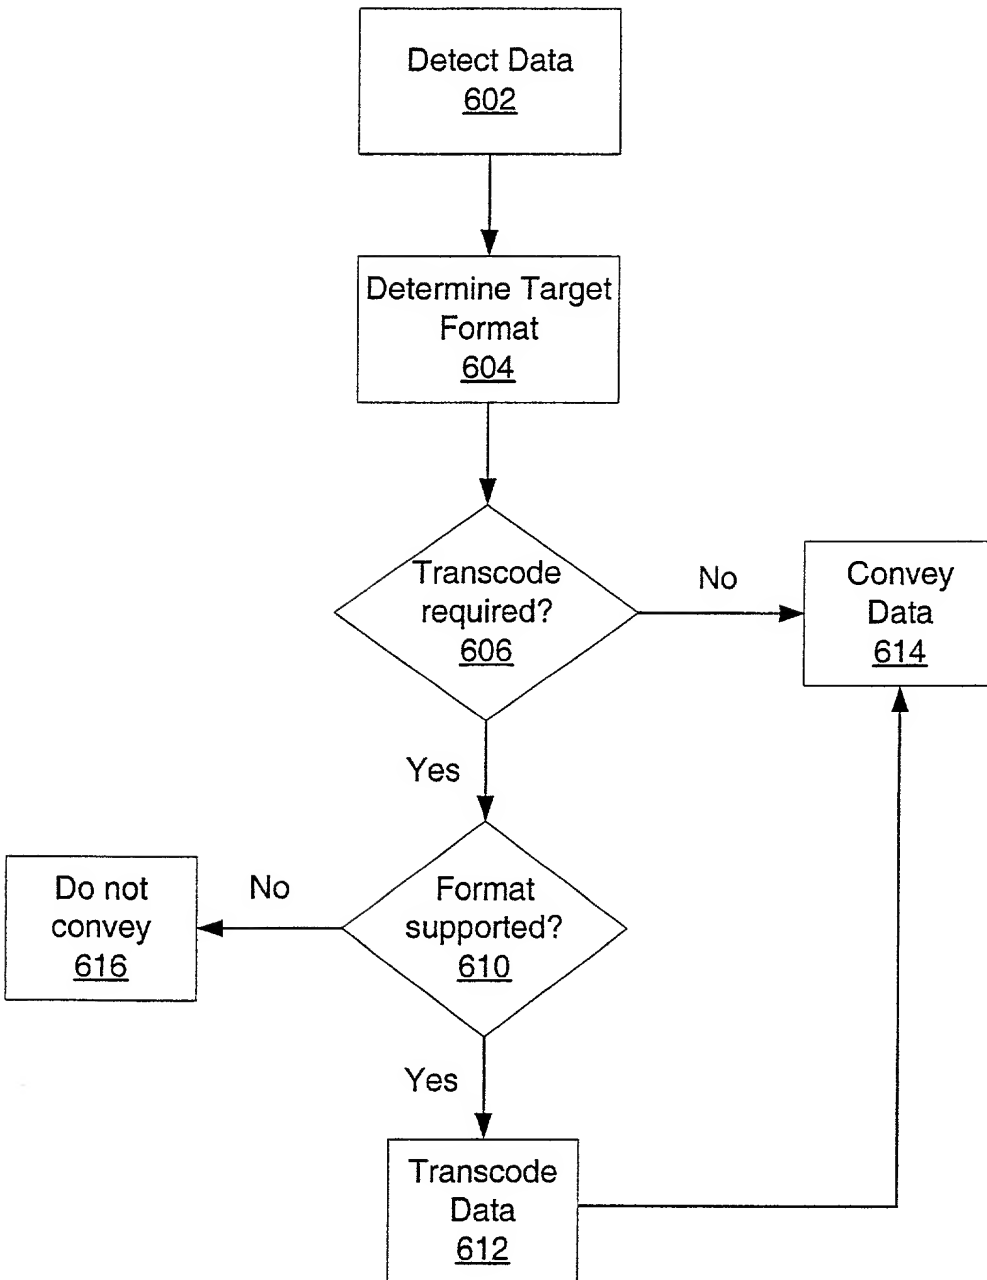 Detect Data
602
Determine Target
Format
604
Transcode
required?
606
No
Convey
Data
614
Yes
Do not
convey
616
No
Format
supported?
610
Yes
Transcode
Data
612